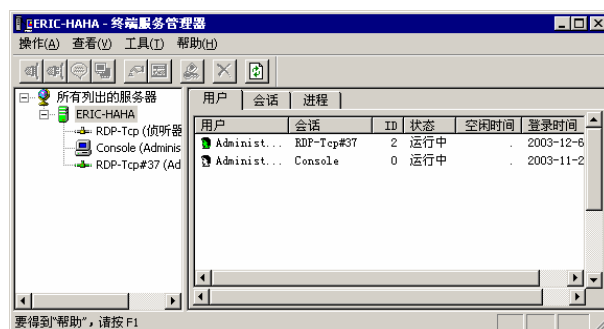 ERIC-HAHA - 终端服务管理器
操作(A) 查看(V) 工具(T) 帮助(H)
所有列出的服务器
ERIC-HAHA
RDP-Tcp (侦听器
Console (Adminis
RDP-Tcp#37 (Ad
用户 会话 进程
用户 会话 ID 状态 空闲时间 登录时间
Administ... RDP-Tcp#37 2 运行中 . 2003-12-6
Administ... Console 0 运行中 . 2003-11-2
要得到"帮助"，请按 F1